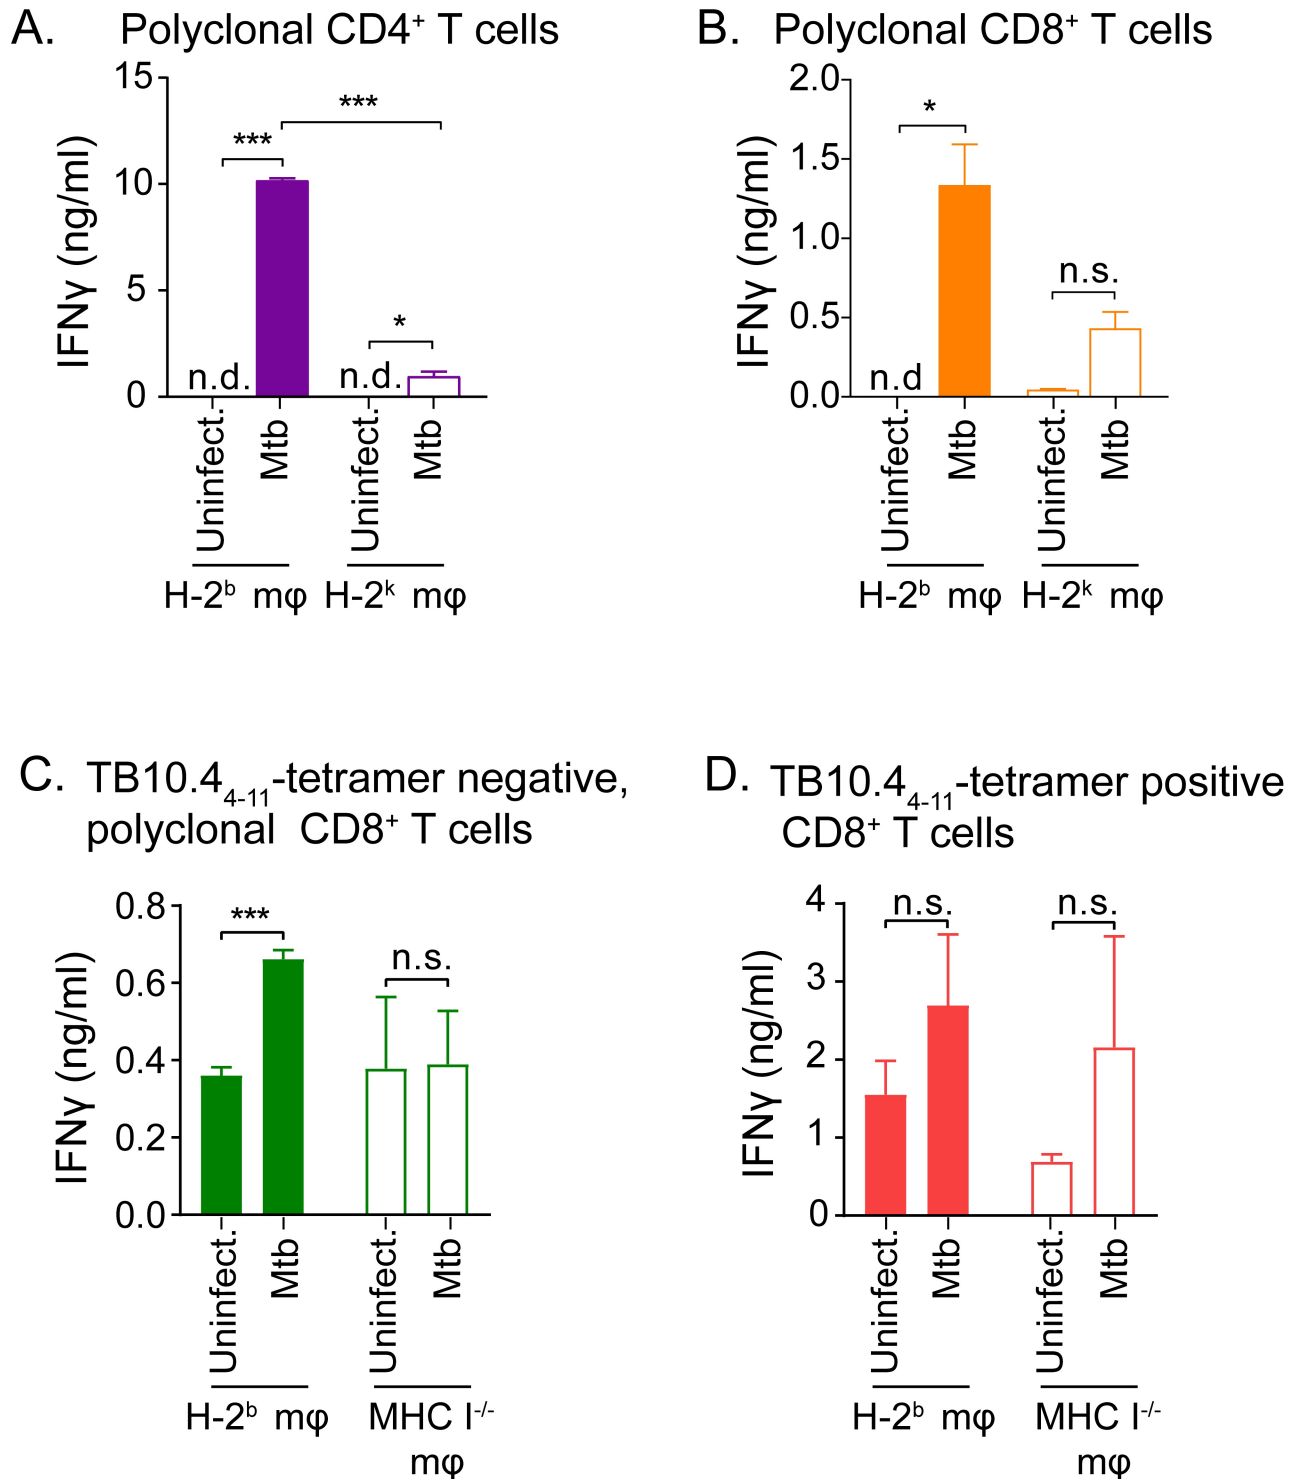 A. Polyclonal CD4⁺ T cells
15
10
5
0
IFNγ (ng/ml)
***
***
*
n.d.
n.d.
Uninfect.
Mtb
Uninfect.
Mtb
H-2ᵇ mφ
H-2ᵏ mφ
B. Polyclonal CD8⁺ T cells
2.0
1.5
1.0
0.5
0.0
IFNγ (ng/ml)
*
n.s.
n.d
Uninfect.
Mtb
Uninfect.
Mtb
H-2ᵇ mφ
H-2ᵏ mφ
C. TB10.4₄₋₁₁-tetramer negative,
polyclonal CD8⁺ T cells
0.8
0.6
0.4
0.2
0.0
IFNγ (ng/ml)
***
n.s.
Uninfect.
Mtb
Uninfect.
Mtb
H-2ᵇ mφ
MHC I⁻/⁻
mφ
D. TB10.4₄₋₁₁-tetramer positive
CD8⁺ T cells
4
3
2
1
0
IFNγ (ng/ml)
n.s.
n.s.
Uninfect.
Mtb
Uninfect.
Mtb
H-2ᵇ mφ
MHC I⁻/⁻
mφ